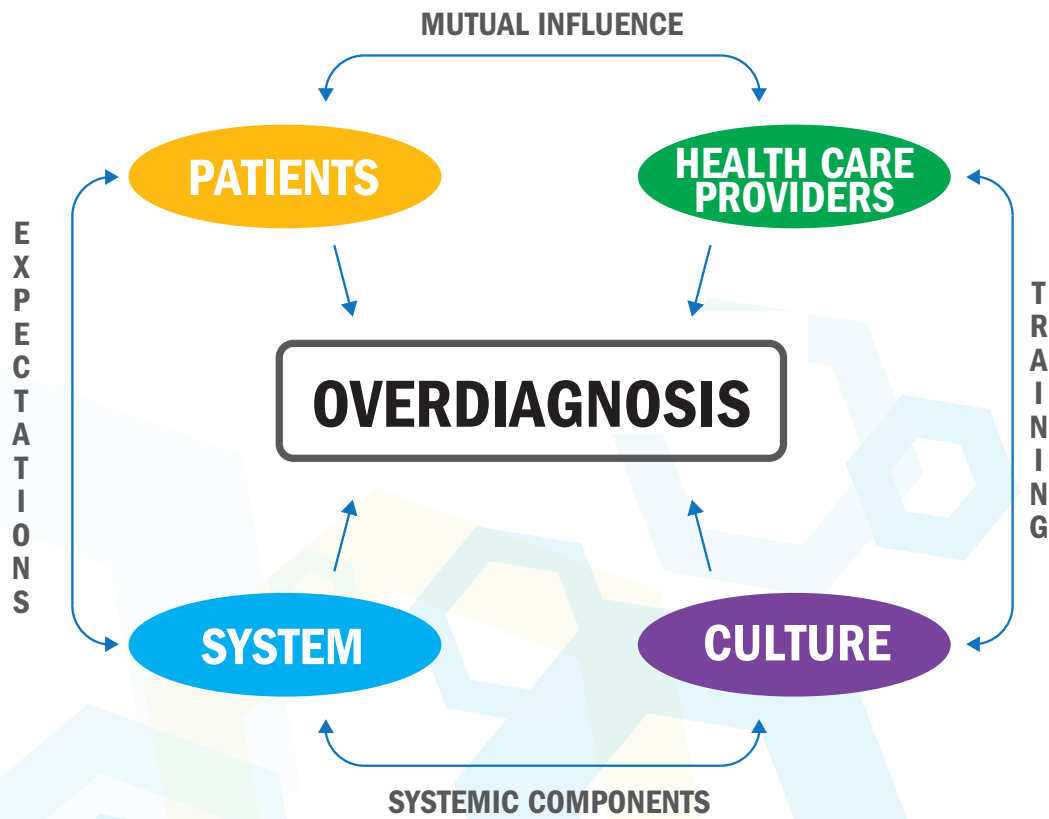 MUTUAL INFLUENCE
PATIENTS
HEALTH CARE
PROVIDERS
EXPECTATIONS
TRAINING
OVERDIAGNOSIS
SYSTEM
CULTURE
SYSTEMIC COMPONENTS